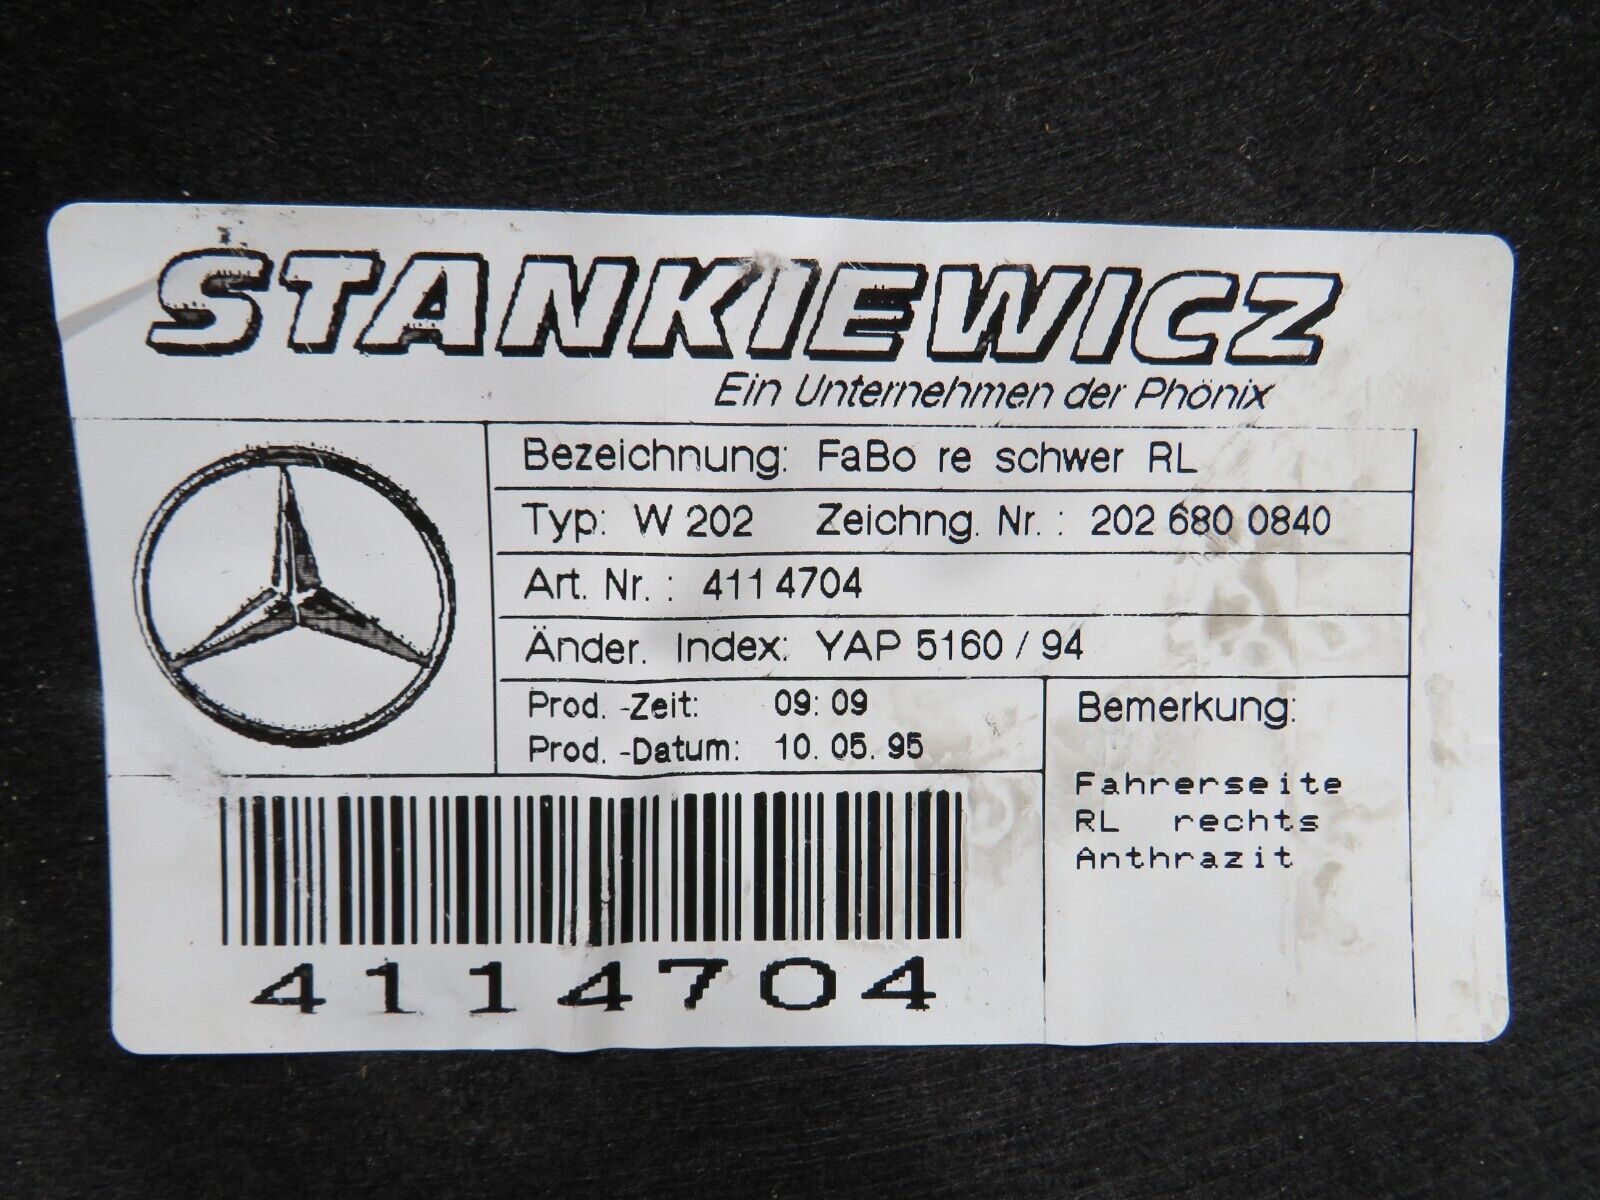 STANKIEWICZ
Ein Unternehmen der Phönix
Bezeichnung: FaBo re schwer RL
Typ: W 202 Zeichng. Nr. : 202 680 0840
Art. Nr. : 411 4704
Änder. Index: YAP 5160 / 94
Prod. -Zeit: 09: 09
Prod. -Datum: 10. 05. 95
Bemerkung:
Fahrerseite
RL rechts
Anthrazit
4114704